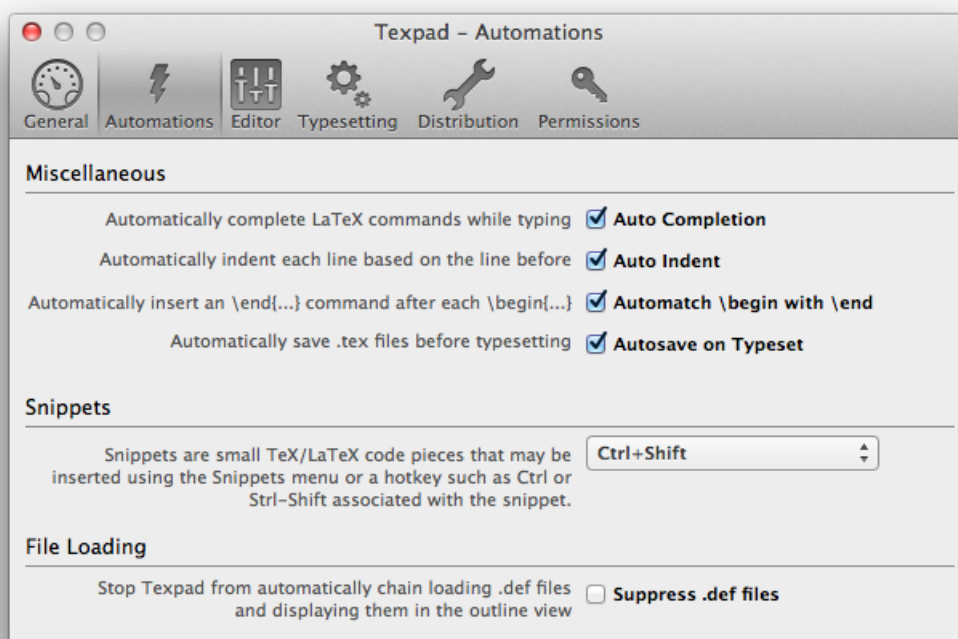 Texpad – Automations
General Automations Editor Typesetting Distribution Permissions
Miscellaneous
Automatically complete LaTeX commands while typing Auto Completion
Automatically indent each line based on the line before Auto Indent
Automatically insert an \end{...} command after each \begin{...} Automatch \begin with \end
Automatically save .tex files before typesetting Autosave on Typeset
Snippets
Snippets are small TeX/LaTeX code pieces that may be Ctrl+Shift
inserted using the Snippets menu or a hotkey such as Ctrl or
Strl-Shift associated with the snippet.
File Loading
Stop Texpad from automatically chain loading .def files
and displaying them in the outline view Suppress .def files